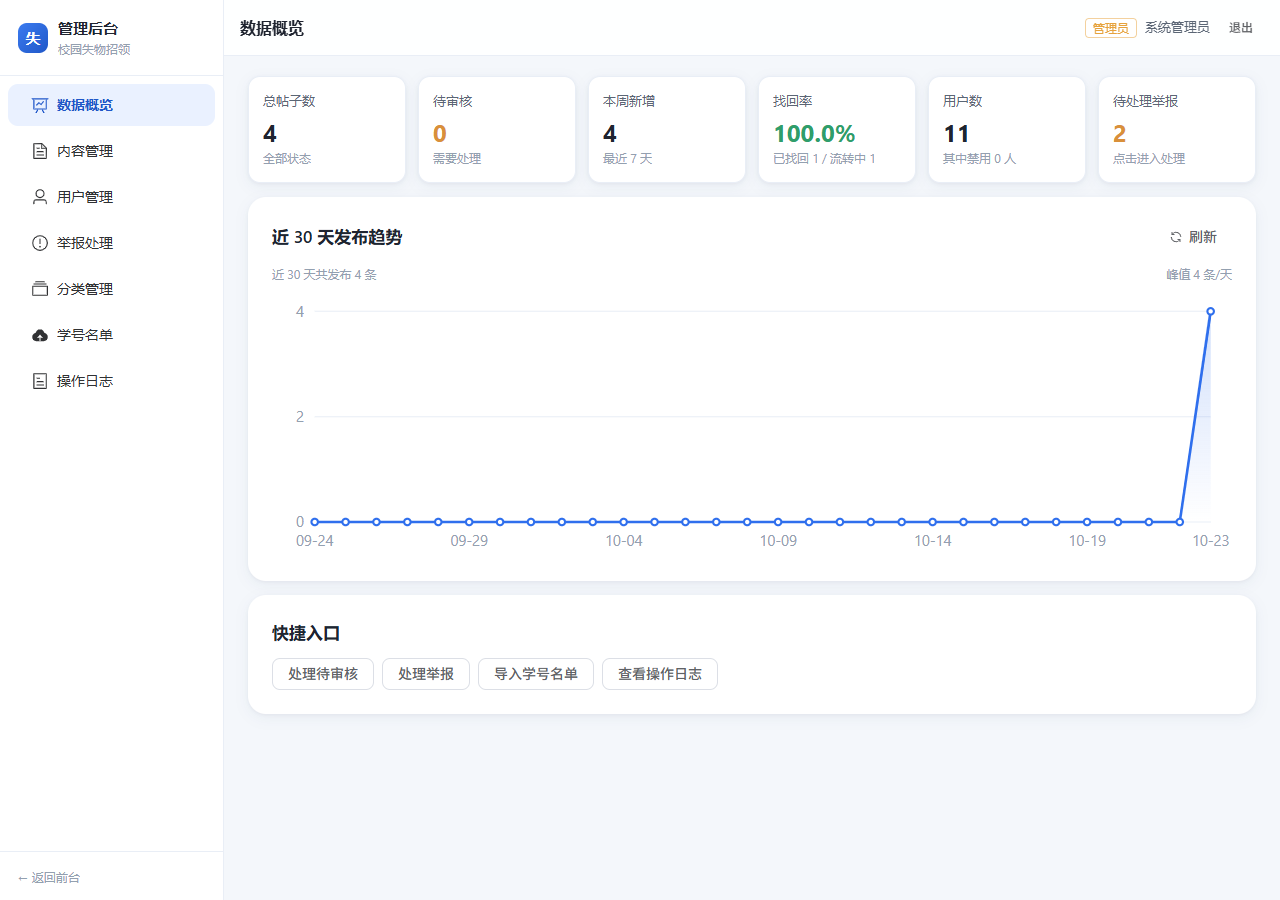 失
管理后台
校园失物招领
数据概览
内容管理
用户管理
举报处理
分类管理
学号名单
操作日志
← 返回前台
数据概览
管理员 系统管理员 退出
总帖子数
4
全部状态
待审核
0
需要处理
本周新增
4
最近 7 天
找回率
100.0%
已找回 1 / 流转中 1
用户数
11
其中禁用 0 人
待处理举报
2
点击进入处理
近 30 天发布趋势
刷新
近 30 天共发布 4 条
峰值 4 条/天
4
2
0
09-24 09-29 10-04 10-09 10-14 10-19 10-23
快捷入口
处理待审核 处理举报 导入学号名单 查看操作日志